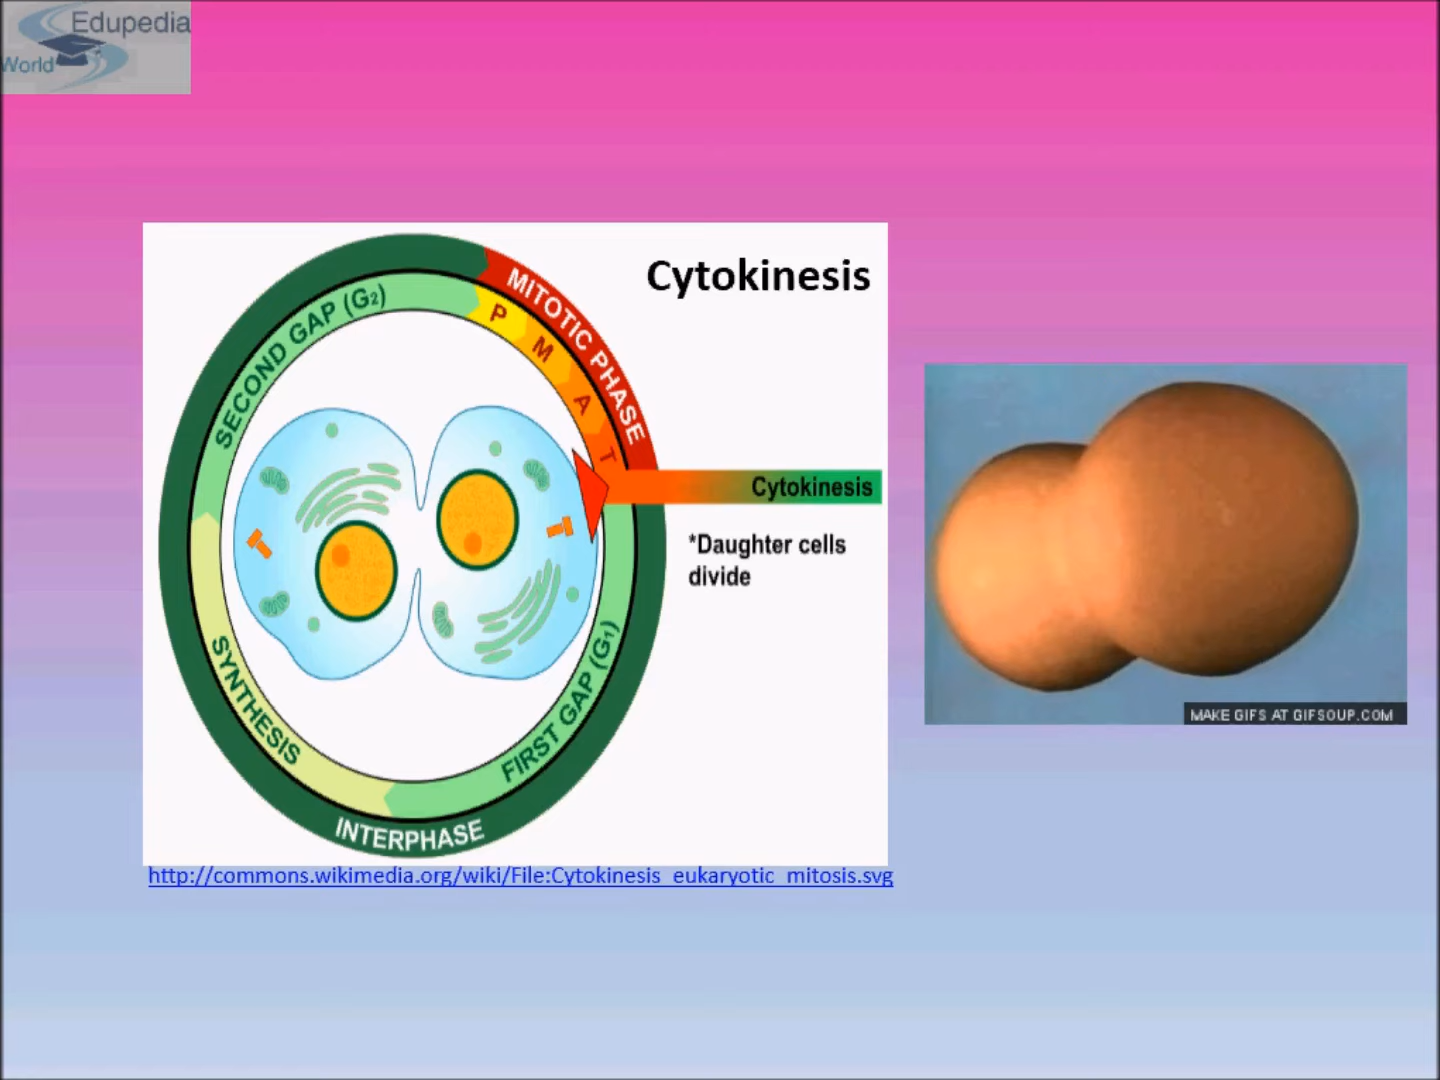 Edupedia
World
Cytokinesis
MITOTIC PHASE
P
M
A
T
SECOND GAP (G2)
Cytokinesis
*Daughter cells
divide
SYNTHESIS
FIRST GAP (G1)
INTERPHASE
MAKE GIFS AT GIFSOUP.COM
http://commons.wikimedia.org/wiki/File:Cytokinesis_eukaryotic_mitosis.svg